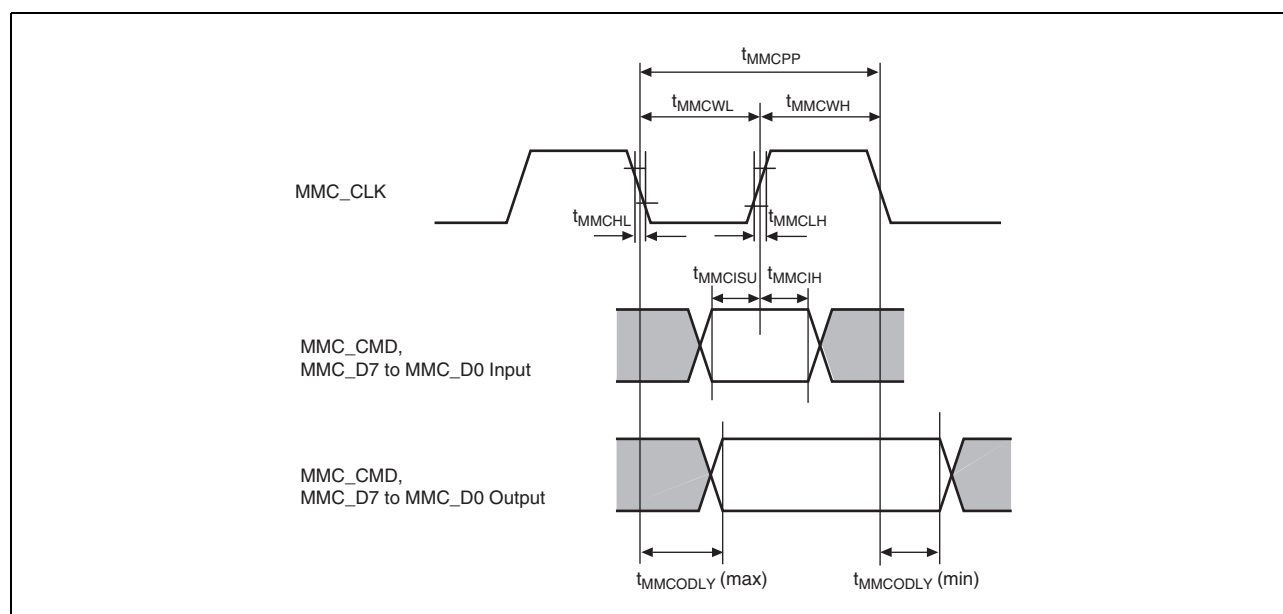 tMMCPP
tMMCWL
tMMCWH
MMC_CLK
tMMCHL
tMMCLH
tMMCISU
tMMCIH
MMC_CMD,
MMC_D7 to MMC_D0 Input
MMC_CMD,
MMC_D7 to MMC_D0 Output
tMMCODLY (max)
tMMCODLY (min)